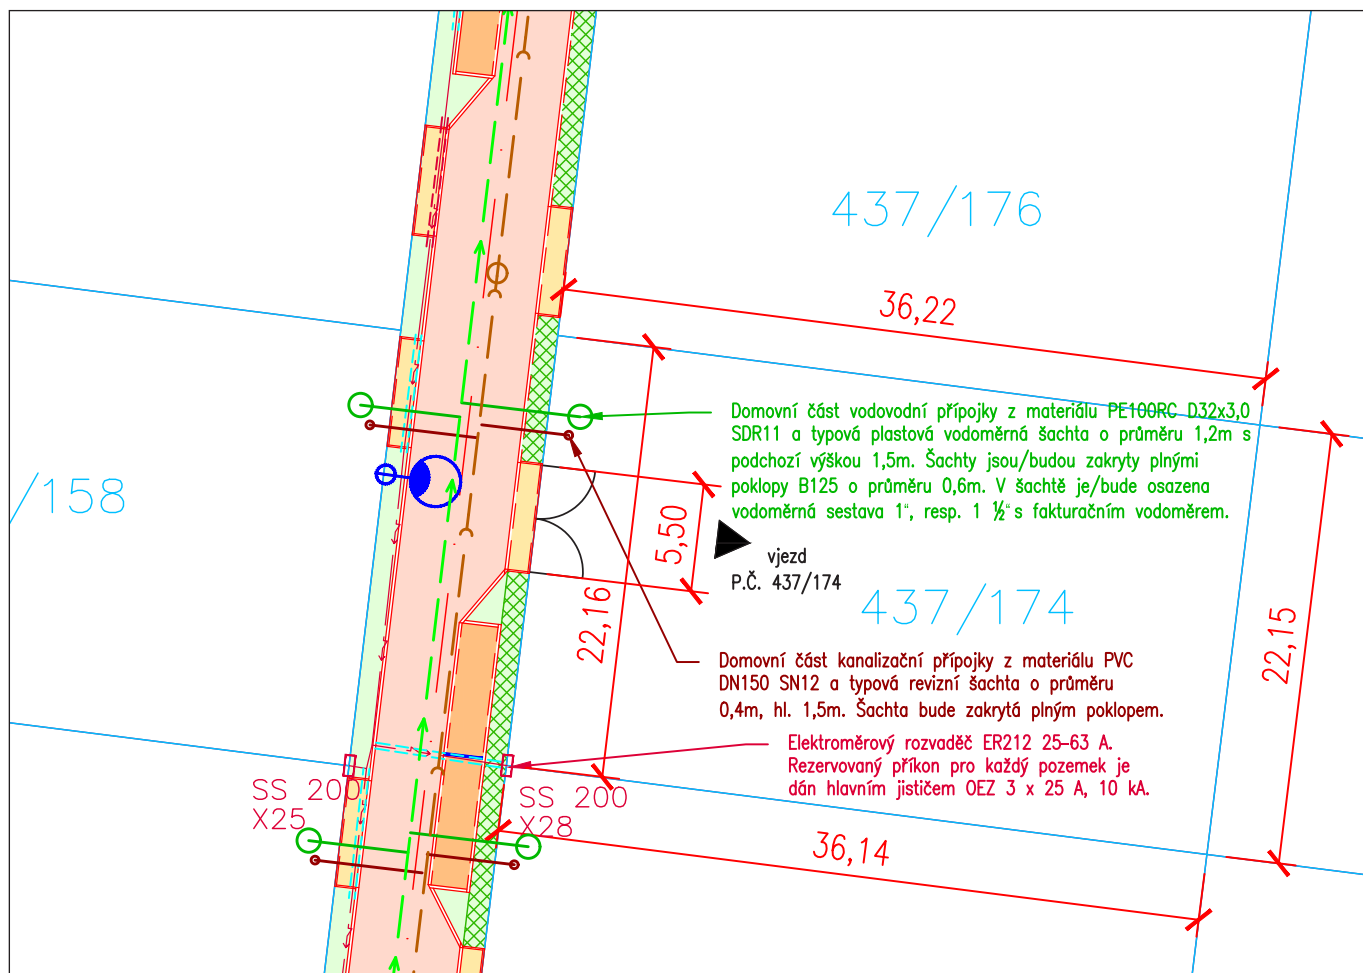 437/176
36,22
Domovní část vodovodní přípojky z materiálu PE100RC D32x3,0
SDR11 a typová plastová vodoměrná šachta o průměru 1,2m s
podchozí výškou 1,5m. Šachty jsou/budou zakryty plnými
poklopy B125 o průměru 0,6m. V šachtě je/bude osazena
vodoměrná sestava 1", resp. 1 ½" s fakturačním vodoměrem.
/158
5,50
vjezd
P.Č. 437/174
437/174
22,16
22,15
Domovní část kanalizační přípojky z materiálu PVC
DN150 SN12 a typová revizní šachta o průměru
0,4m, hl. 1,5m. Šachta bude zakrytá plným poklopem.
Elektroměrový rozvaděč ER212 25-63 A.
Rezervovaný příkon pro každý pozemek je
dán hlavním jističem OEZ 3 x 25 A, 10 kA.
SS 200
X25
SS 200
X28
36,14